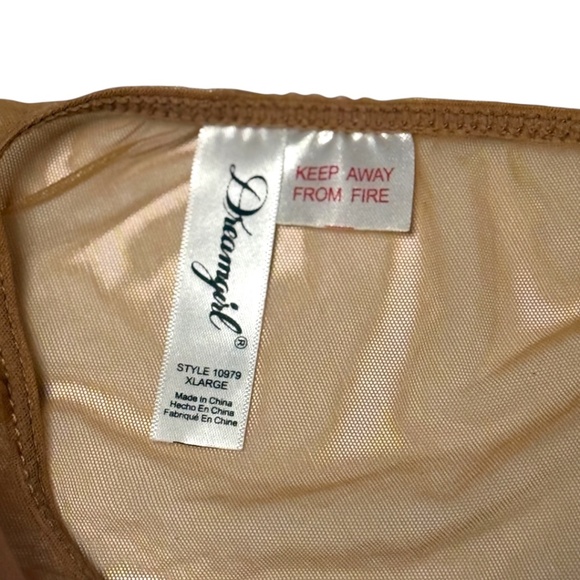 Dreamgirl®
STYLE 10979
XLARGE
Made in China
Hecho En China
Fabriqué En Chine
KEEP AWAY
FROM FIRE